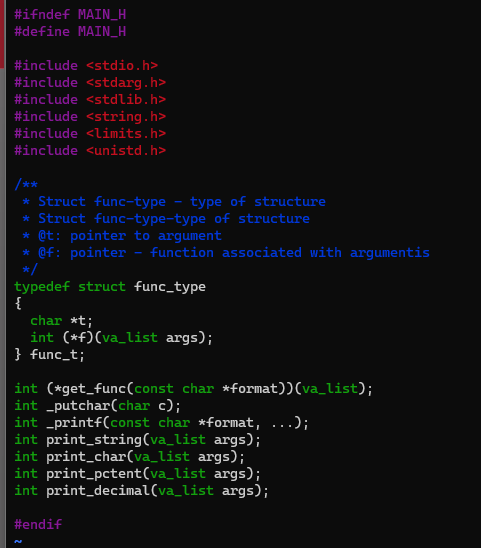 #ifndef MAIN_H
#define MAIN_H

#include <stdio.h>
#include <stdarg.h>
#include <stdlib.h>
#include <string.h>
#include <limits.h>
#include <unistd.h>

/**
 * Struct func-type - type of structure
 * Struct func-type-type of structure
 * @t: pointer to argument
 * @f: pointer - function associated with argumentis
 */
typedef struct func_type
{
  char *t;
  int (*f)(va_list args);
} func_t;

int (*get_func(const char *format))(va_list);
int _putchar(char c);
int _printf(const char *format, ...);
int print_string(va_list args);
int print_char(va_list args);
int print_pctent(va_list args);
int print_decimal(va_list args);

#endif
~